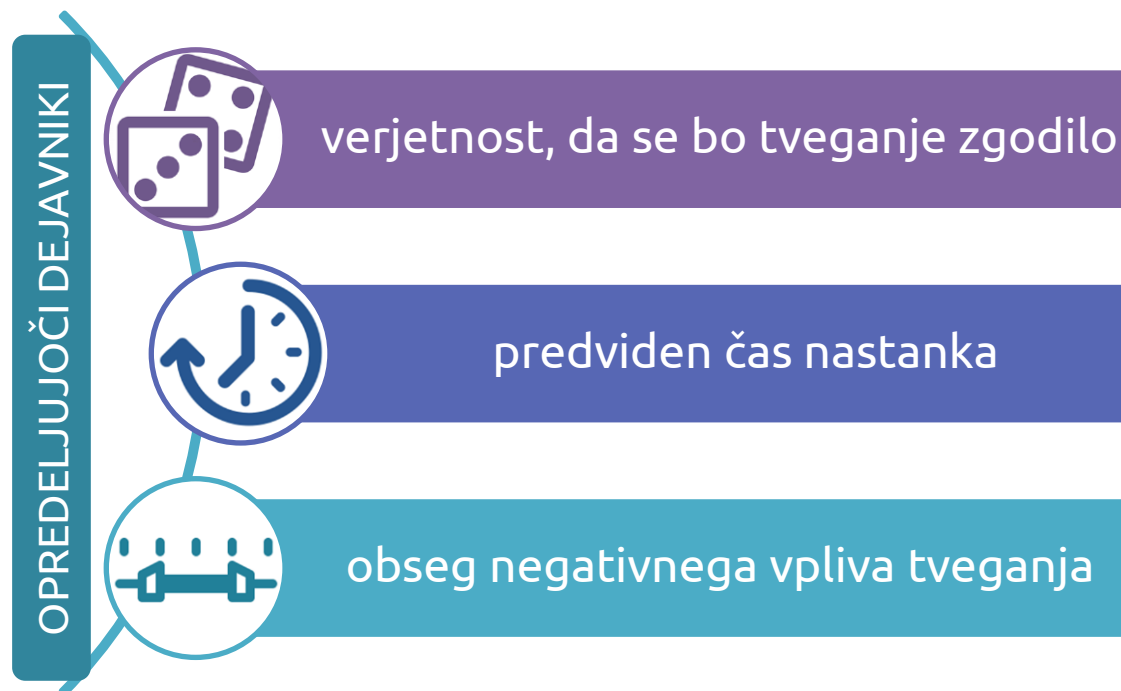 OPREDELJUJOČI DEJAVNIKI
verjetnost, da se bo tveganje zgodilo
predviden čas nastanka
obseg negativnega vpliva tveganja